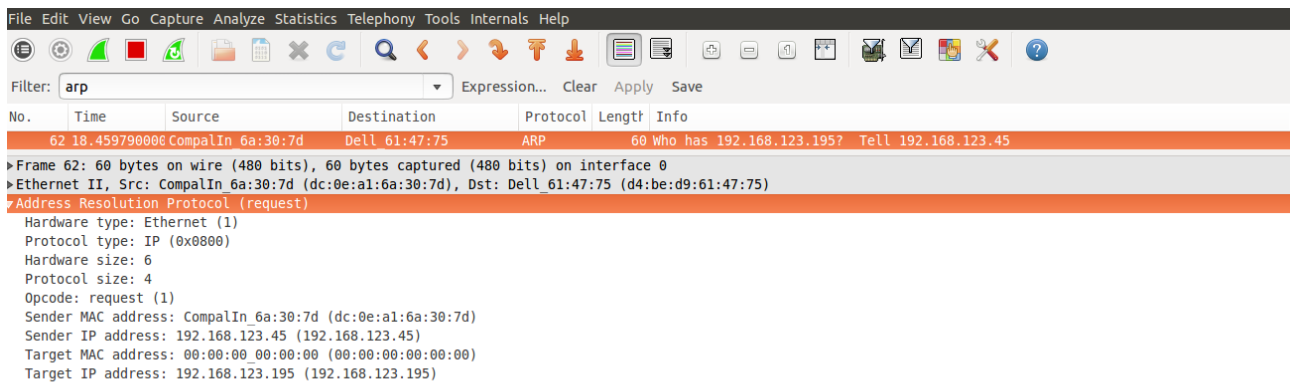 File Edit View Go Capture Analyze Statistics Telephony Tools Internals Help
Filter: arp Expression... Clear Apply Save
No. Time Source Destination Protocol Length Info
62 18.459790000 CompalIn_6a:30:7d Dell_61:47:75 ARP 60 Who has 192.168.123.195? Tell 192.168.123.45
Frame 62: 60 bytes on wire (480 bits), 60 bytes captured (480 bits) on interface 0
Ethernet II, Src: CompalIn_6a:30:7d (dc:0e:a1:6a:30:7d), Dst: Dell_61:47:75 (d4:be:d9:61:47:75)
Address Resolution Protocol (request)
Hardware type: Ethernet (1)
Protocol type: IP (0x0800)
Hardware size: 6
Protocol size: 4
Opcode: request (1)
Sender MAC address: CompalIn_6a:30:7d (dc:0e:a1:6a:30:7d)
Sender IP address: 192.168.123.45 (192.168.123.45)
Target MAC address: 00:00:00_00:00:00 (00:00:00:00:00:00)
Target IP address: 192.168.123.195 (192.168.123.195)